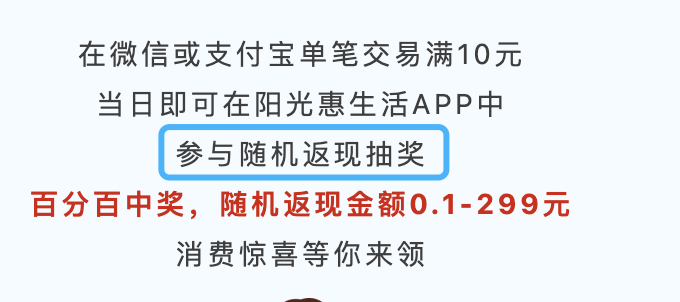 在微信或支付宝单笔交易满10元
当日即可在阳光惠生活APP中
参与随机返现抽奖
百分百中奖，随机返现金额0.1-299元
消费惊喜等你来领